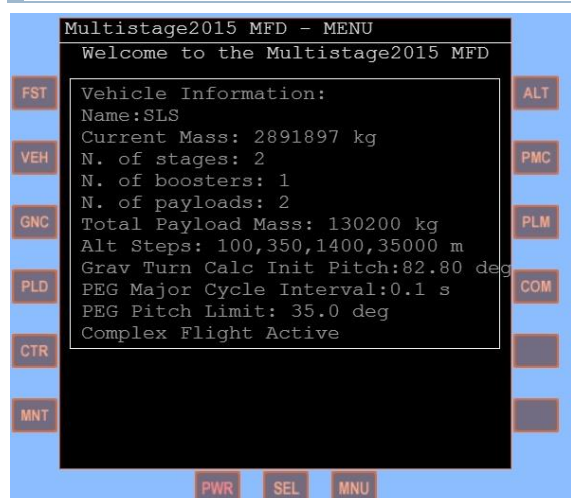 Multistage2015 MFD - MENU
Welcome to the Multistage2015 MFD
FST
ALT
Vehicle Information:
Name:SLS
Current Mass: 2891897 kg
VEH
PMC
N. of stages: 2
N. of boosters: 1
N. of payloads: 2
GNC
PLM
Total Payload Mass: 130200 kg
Alt Steps: 100,350,1400,35000 m
Grav Turn Calc Init Pitch:82.80 deg
PLD
COM
PEG Major Cycle Interval:0.1 s
PEG Pitch Limit: 35.0 deg
Complex Flight Active
CTR
MNT
PWR SEL MNU